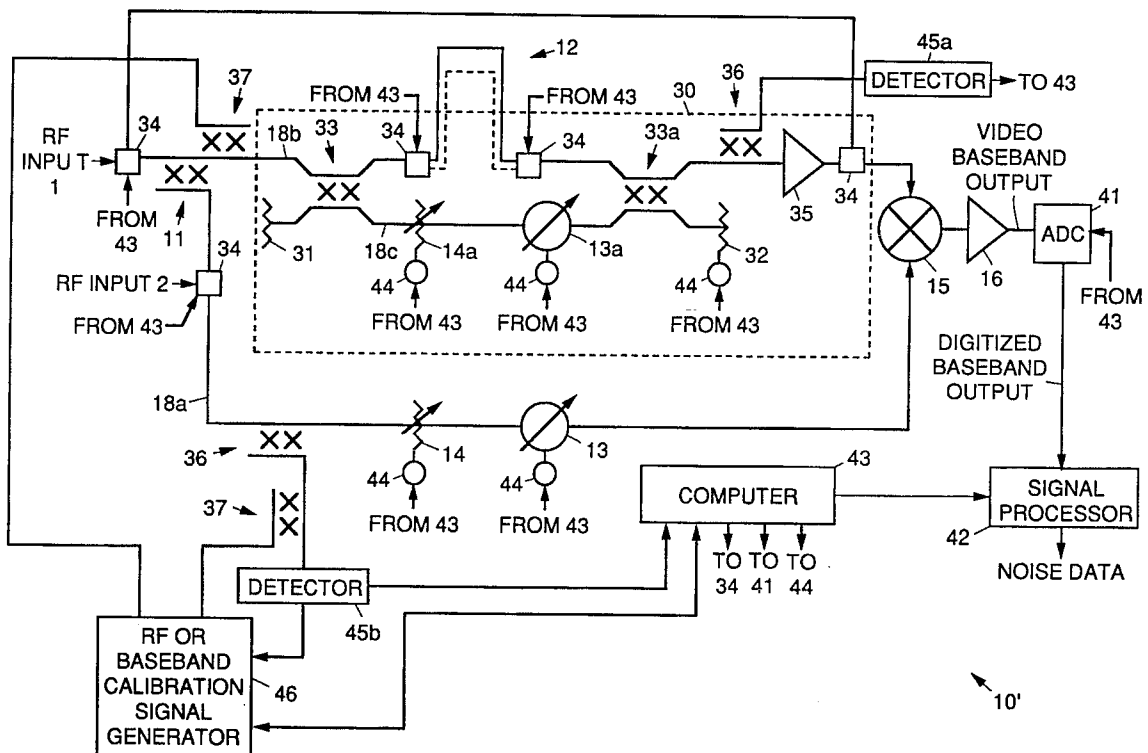 45a
DETECTOR
TO 43
12
30
36
37
FROM 43
FROM 43
RF
INPUT
1
34
18b
33
34
34
33a
35
34
VIDEO
BASEBAND
OUTPUT
41
ADC
FROM
43
11
FROM
43
31
18c
14a
13a
32
15
16
34
RF INPUT 2
FROM 43
44
44
44
FROM 43
FROM 43
FROM 43
DIGITIZED
BASEBAND
OUTPUT
18a
36
14
13
44
44
FROM 43
FROM 43
43
COMPUTER
TO
34
TO
41
TO
44
SIGNAL
PROCESSOR
42
NOISE DATA
37
DETECTOR
45b
RF OR
BASEBAND
CALIBRATION
SIGNAL
GENERATOR
46
10'